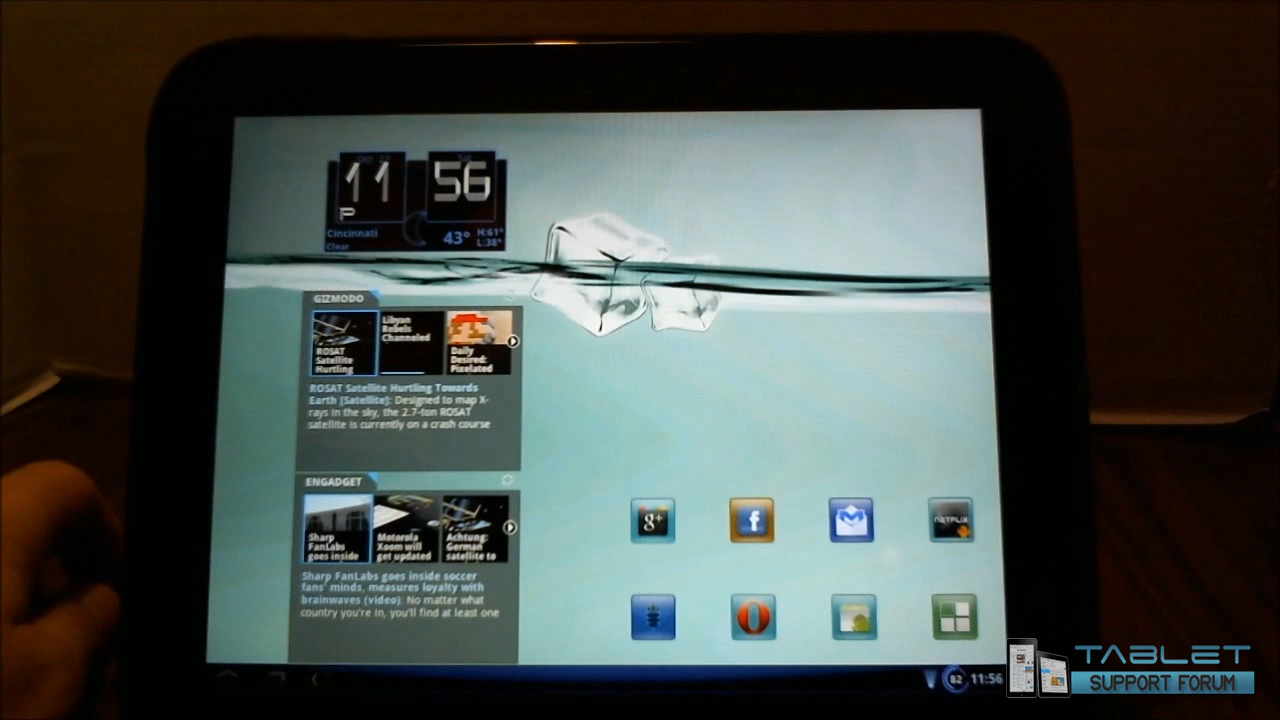 11 56
P
Cincinnati
Clear
43°
H:61°
L:38°
GIZMODO
ROSAT
Satellite
Hurtling
Libyan
Rebels
Channeled
Daily
Desired:
Pixelated
ROSAT Satellite Hurtling Towards
Earth [Satellite]: Designed to map X-
rays in the sky, the 2.7-ton ROSAT
satellite is currently on a crash course
ENGADGET
Sharp
FanLabs
goes inside
Motorola
Xoom will
get updated
Achtung:
German
satellite to
Sharp FanLabs goes inside soccer
fans' minds, measures loyalty with
brainwaves (video): No matter what
country you're in, you'll find at least one
g+
f
NETFLIX
82 11:56
TABLET
SUPPORT FORUM